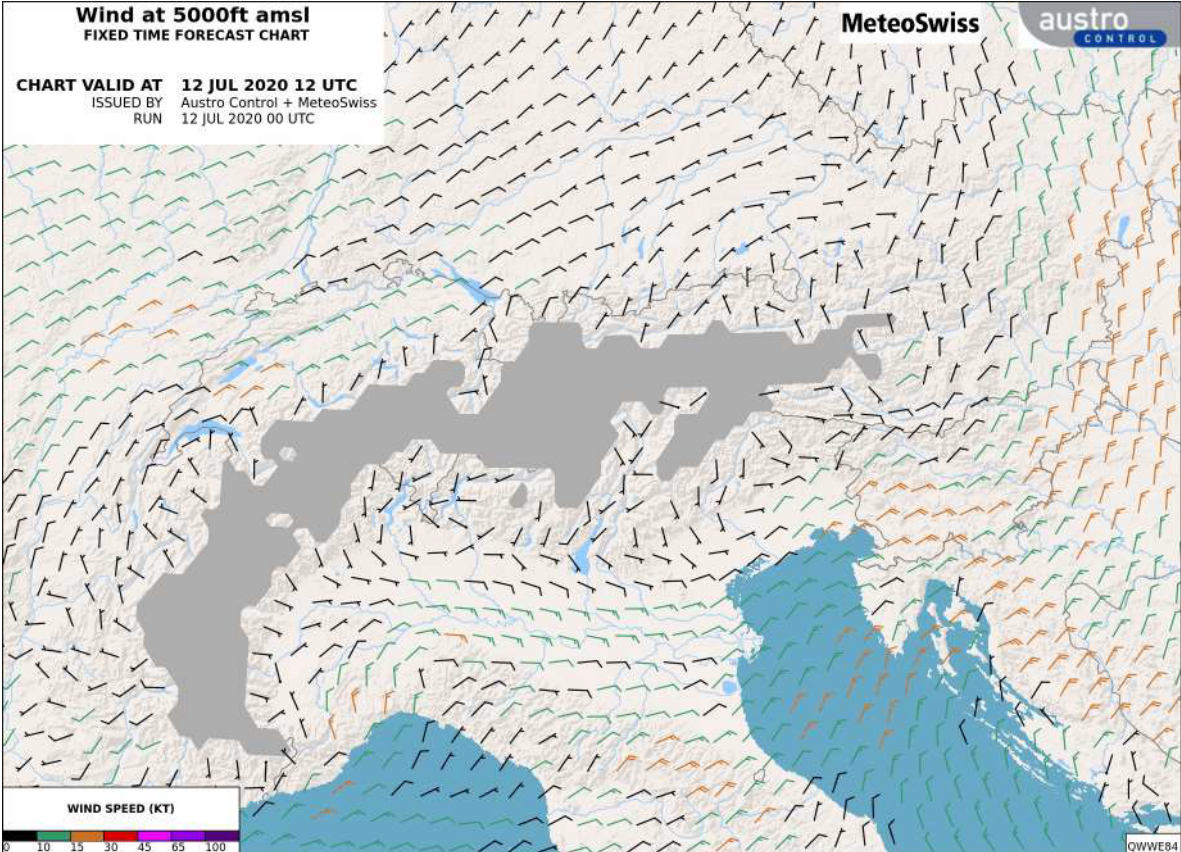 Wind at 5000ft amsl
FIXED TIME FORECAST CHART
CHART VALID AT 12 JUL 2020 12 UTC
ISSUED BY Austro Control + MeteoSwiss
RUN 12 JUL 2020 00 UTC
MeteoSwiss
austro
CONTROL
WIND SPEED (KT)
0 10 15 30 45 65 100
QWWE84